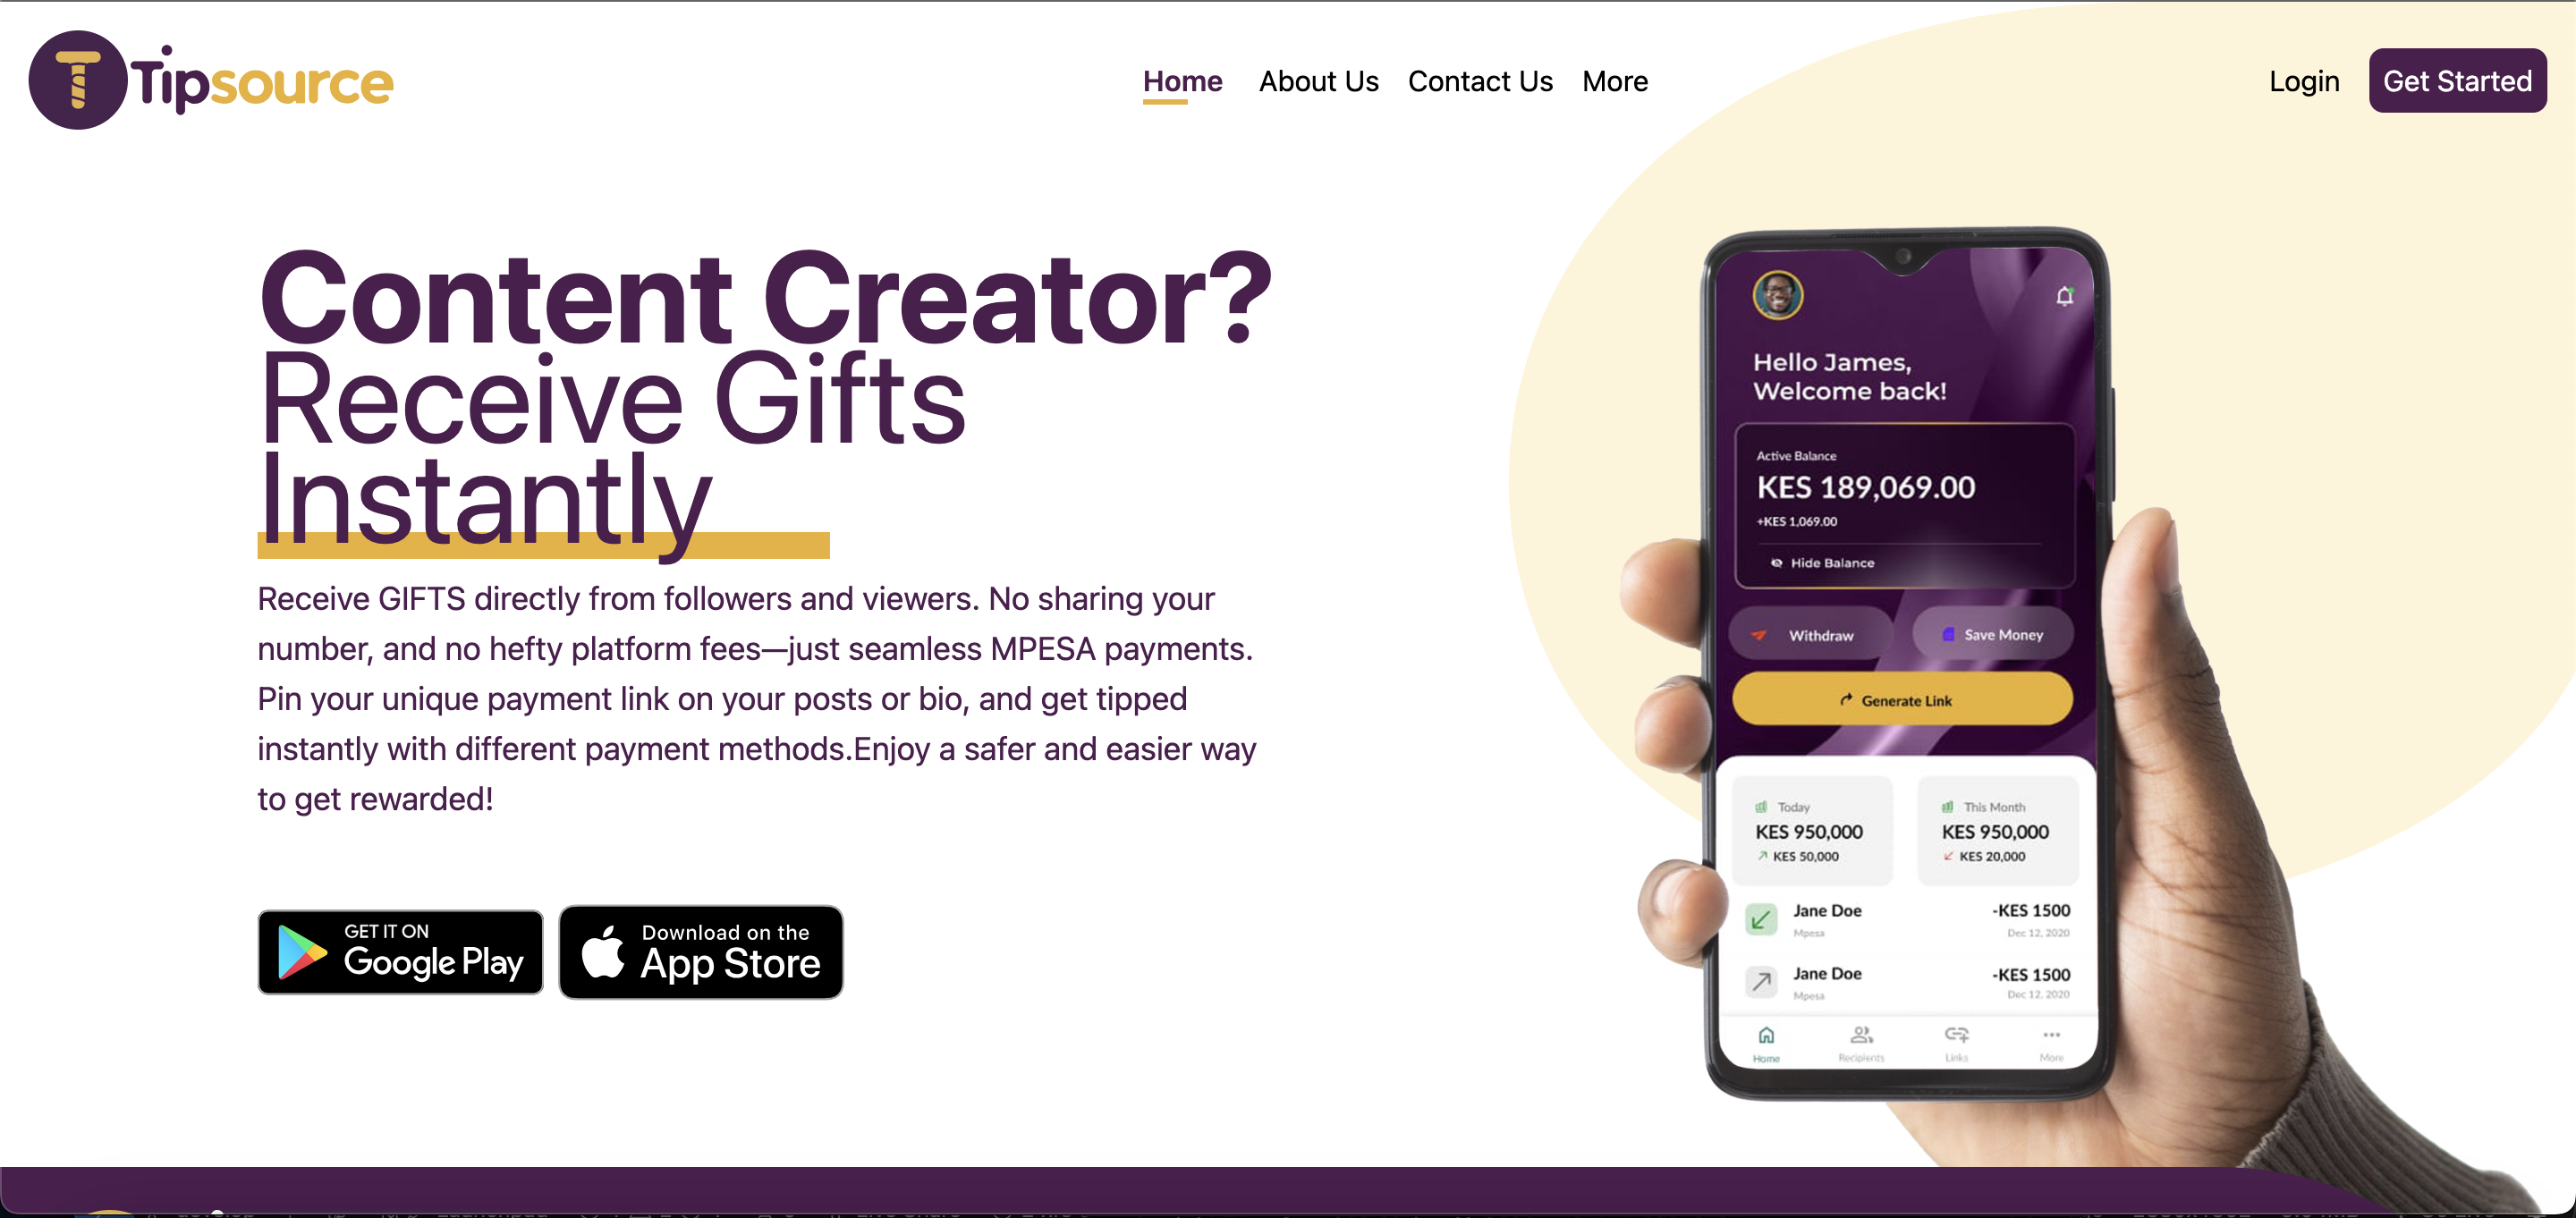 Tipsource
Home About Us Contact Us More
Login Get Started
Content Creator?
Receive Gifts
Instantly
Receive GIFTS directly from followers and viewers. No sharing your
number, and no hefty platform fees—just seamless MPESA payments.
Pin your unique payment link on your posts or bio, and get tipped
instantly with different payment methods.Enjoy a safer and easier way
to get rewarded!
GET IT ON
Google Play
Download on the
App Store
Hello James,
Welcome back!
Active Balance
KES 189,069.00
+KES 1,069.00
Hide Balance
Withdraw Save Money
Generate Link
Today This Month
KES 950,000 KES 950,000
KES 50,000 KES 20,000
Jane Doe -KES 1500
Mpesa Dec 12, 2020
Jane Doe -KES 1500
Mpesa Dec 12, 2020
Home Recipients Links More